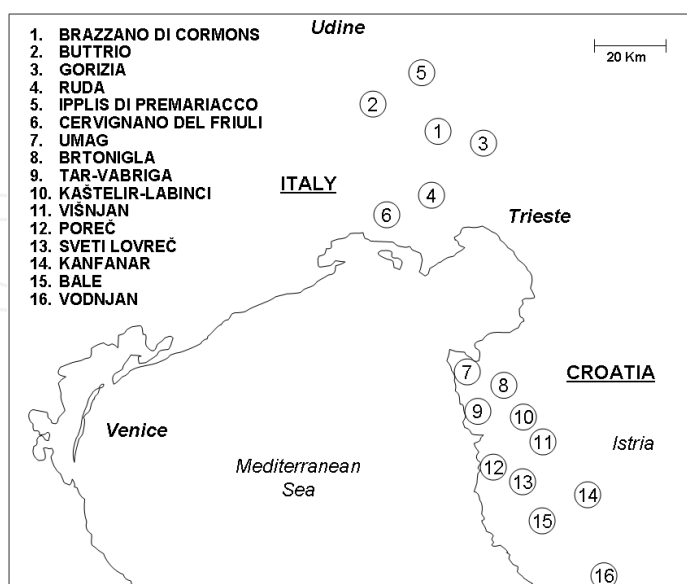 1. BRAZZANO DI CORMONS
2. BUTTRIO
3. GORIZIA
4. RUDA
5. IPPLIS DI PREMARIACCO
6. CERVIGNANO DEL FRIULI
7. UMAG
8. BRTONIGLA
9. TAR-VABRIGA
10. KAŠTELIR-LABINCI
11. VIŠNJAN
12. POREČ
13. SVETI LOVREČ
14. KANFANAR
15. BALE
16. VODNJAN
Udine
20 Km
5
2
1
3
ITALY
4
6
Trieste
7
CROATIA
8
9
10
11
Istria
Venice
Mediterranean
Sea
12
13
14
15
16